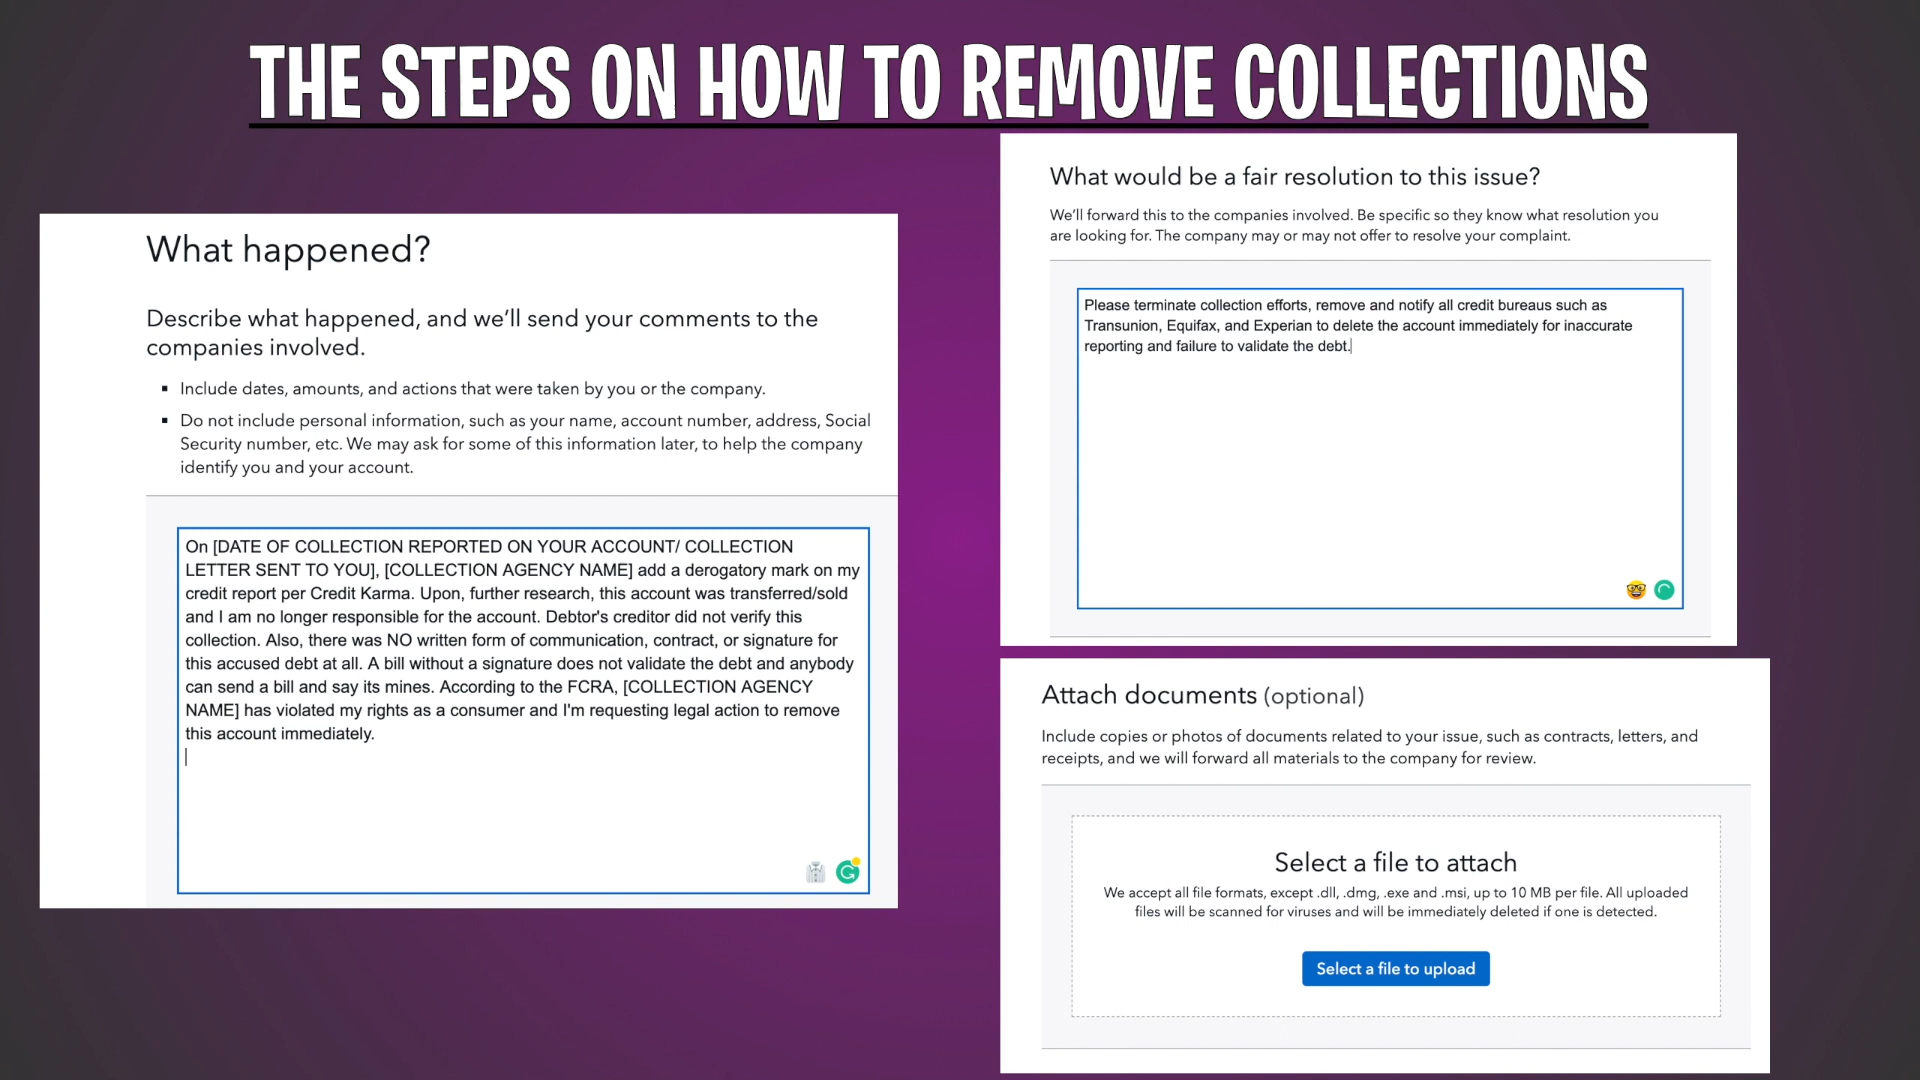 THE STEPS ON HOW TO REMOVE COLLECTIONS
What happened?
Describe what happened, and we’ll send your comments to the
companies involved.
▪ Include dates, amounts, and actions that were taken by you or the company.
▪ Do not include personal information, such as your name, account number, address, Social
Security number, etc. We may ask for some of this information later, to help the company
identify you and your account.
On [DATE OF COLLECTION REPORTED ON YOUR ACCOUNT/ COLLECTION
LETTER SENT TO YOU], [COLLECTION AGENCY NAME] add a derogatory mark on my
credit report per Credit Karma. Upon, further research, this account was transferred/sold
and I am no longer responsible for the account. Debtor's creditor did not verify this
collection. Also, there was NO written form of communication, contract, or signature for
this accused debt at all. A bill without a signature does not validate the debt and anybody
can send a bill and say its mines. According to the FCRA, [COLLECTION AGENCY
NAME] has violated my rights as a consumer and I'm requesting legal action to remove
this account immediately.
What would be a fair resolution to this issue?
We’ll forward this to the companies involved. Be specific so they know what resolution you
are looking for. The company may or may not offer to resolve your complaint.
Please terminate collection efforts, remove and notify all credit bureaus such as
Transunion, Equifax, and Experian to delete the account immediately for inaccurate
reporting and failure to validate the debt.
Attach documents (optional)
Include copies or photos of documents related to your issue, such as contracts, letters, and
receipts, and we will forward all materials to the company for review.
Select a file to attach
We accept all file formats, except .dll, .dmg, .exe and .msi, up to 10 MB per file. All uploaded
files will be scanned for viruses and will be immediately deleted if one is detected.
Select a file to upload